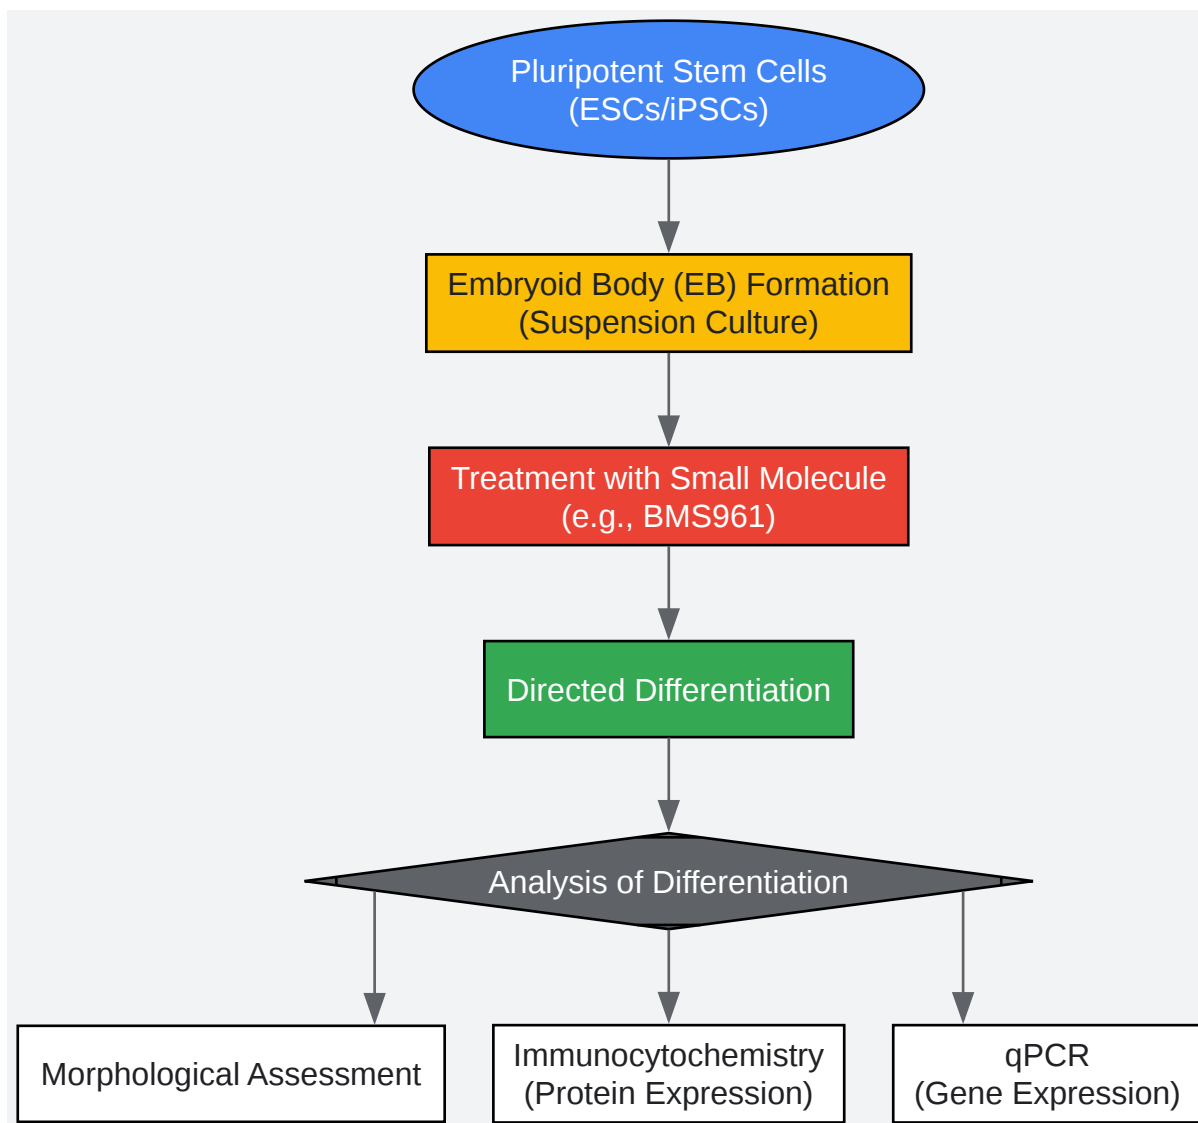 Pluripotent Stem Cells
(ESCs/iPSCs)
Embryoid Body (EB) Formation
(Suspension Culture)
Treatment with Small Molecule
(e.g., BMS961)
Directed Differentiation
Analysis of Differentiation
Morphological Assessment
Immunocytochemistry
(Protein Expression)
qPCR
(Gene Expression)